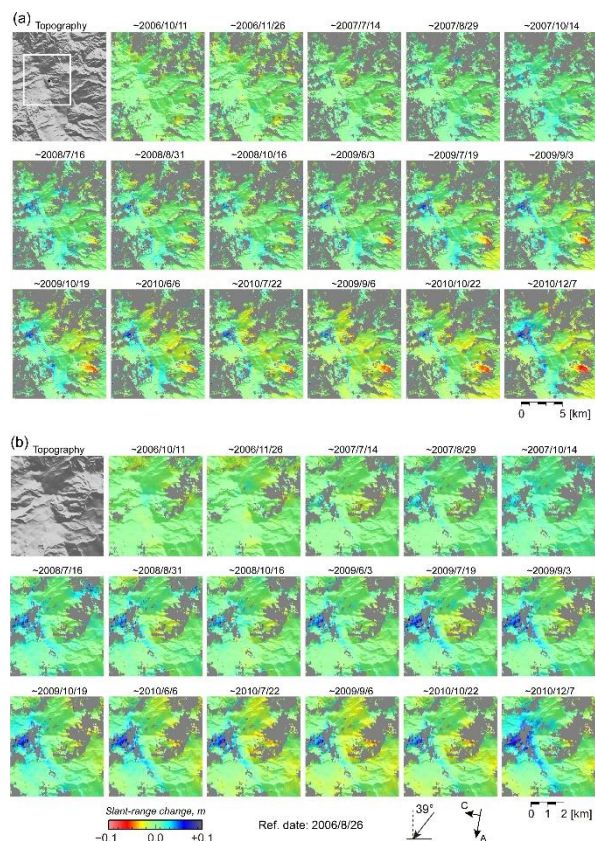 (a)
Topography ~2006/10/11 ~2006/11/26 ~2007/7/14 ~2007/8/29 ~2007/10/14
~2008/7/16 ~2008/8/31 ~2008/10/16 ~2009/6/3 ~2009/7/19 ~2009/9/3
~2009/10/19 ~2010/6/6 ~2010/7/22 ~2009/9/6 ~2010/10/22 ~2010/12/7
0 5 [km]
(b)
Topography ~2006/10/11 ~2006/11/26 ~2007/7/14 ~2007/8/29 ~2007/10/14
~2008/7/16 ~2008/8/31 ~2008/10/16 ~2009/6/3 ~2009/7/19 ~2009/9/3
~2009/10/19 ~2010/6/6 ~2010/7/22 ~2009/9/6 ~2010/10/22 ~2010/12/7
0 1 2 [km]
Slant-range change, m
−0.1 0.0 +0.1
Ref. date: 2006/8/26
39°
C
A